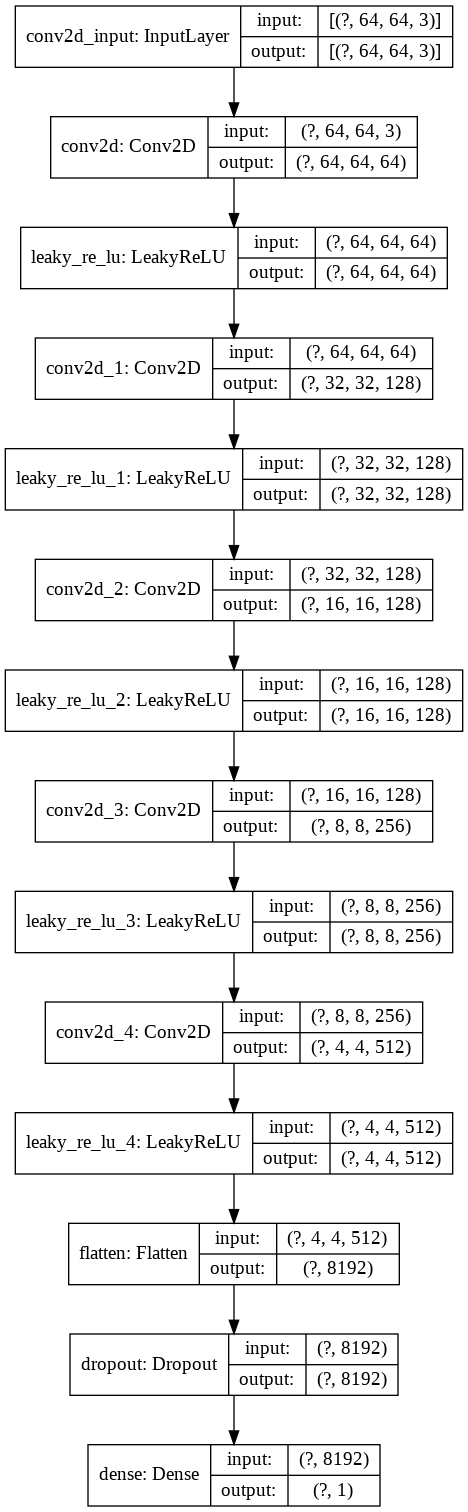 conv2d_input: InputLayer
input: [(?, 64, 64, 3)]
output: [(?, 64, 64, 3)]
conv2d: Conv2D
input: (?, 64, 64, 3)
output: (?, 64, 64, 64)
leaky_re_lu: LeakyReLU
input: (?, 64, 64, 64)
output: (?, 64, 64, 64)
conv2d_1: Conv2D
input: (?, 64, 64, 64)
output: (?, 32, 32, 128)
leaky_re_lu_1: LeakyReLU
input: (?, 32, 32, 128)
output: (?, 32, 32, 128)
conv2d_2: Conv2D
input: (?, 32, 32, 128)
output: (?, 16, 16, 128)
leaky_re_lu_2: LeakyReLU
input: (?, 16, 16, 128)
output: (?, 16, 16, 128)
conv2d_3: Conv2D
input: (?, 16, 16, 128)
output: (?, 8, 8, 256)
leaky_re_lu_3: LeakyReLU
input: (?, 8, 8, 256)
output: (?, 8, 8, 256)
conv2d_4: Conv2D
input: (?, 8, 8, 256)
output: (?, 4, 4, 512)
leaky_re_lu_4: LeakyReLU
input: (?, 4, 4, 512)
output: (?, 4, 4, 512)
flatten: Flatten
input: (?, 4, 4, 512)
output: (?, 8192)
dropout: Dropout
input: (?, 8192)
output: (?, 8192)
dense: Dense
input: (?, 8192)
output: (?, 1)